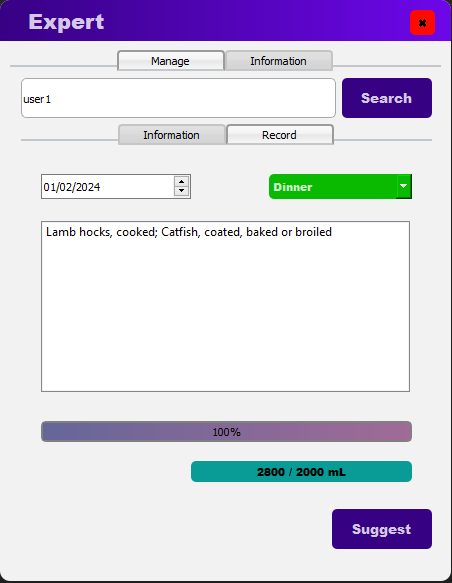 Expert
Manage Information
user1 Search
Information Record
01/02/2024 Dinner
Lamb hocks, cooked; Catfish, coated, baked or broiled
100%
2800 / 2000 mL
Suggest